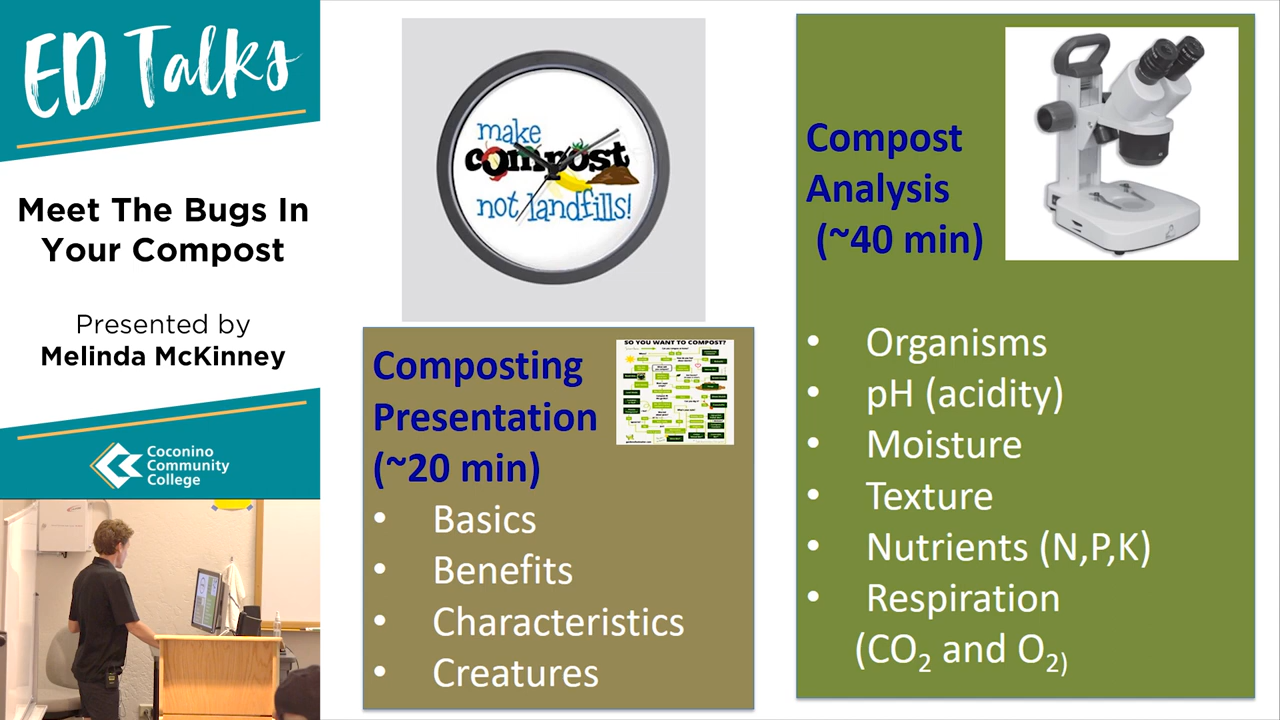 ED Talks
Meet The Bugs In
Your Compost
Presented by
Melinda McKinney
Coconino
Community
College
make
compost
not landfills!
Composting
Presentation
(~20 min)
SO YOU WANT TO COMPOST?
• Basics
• Benefits
• Characteristics
• Creatures
Compost
Analysis
(~40 min)
• Organisms
• pH (acidity)
• Moisture
• Texture
• Nutrients (N,P,K)
• Respiration
(CO₂ and O₂₎